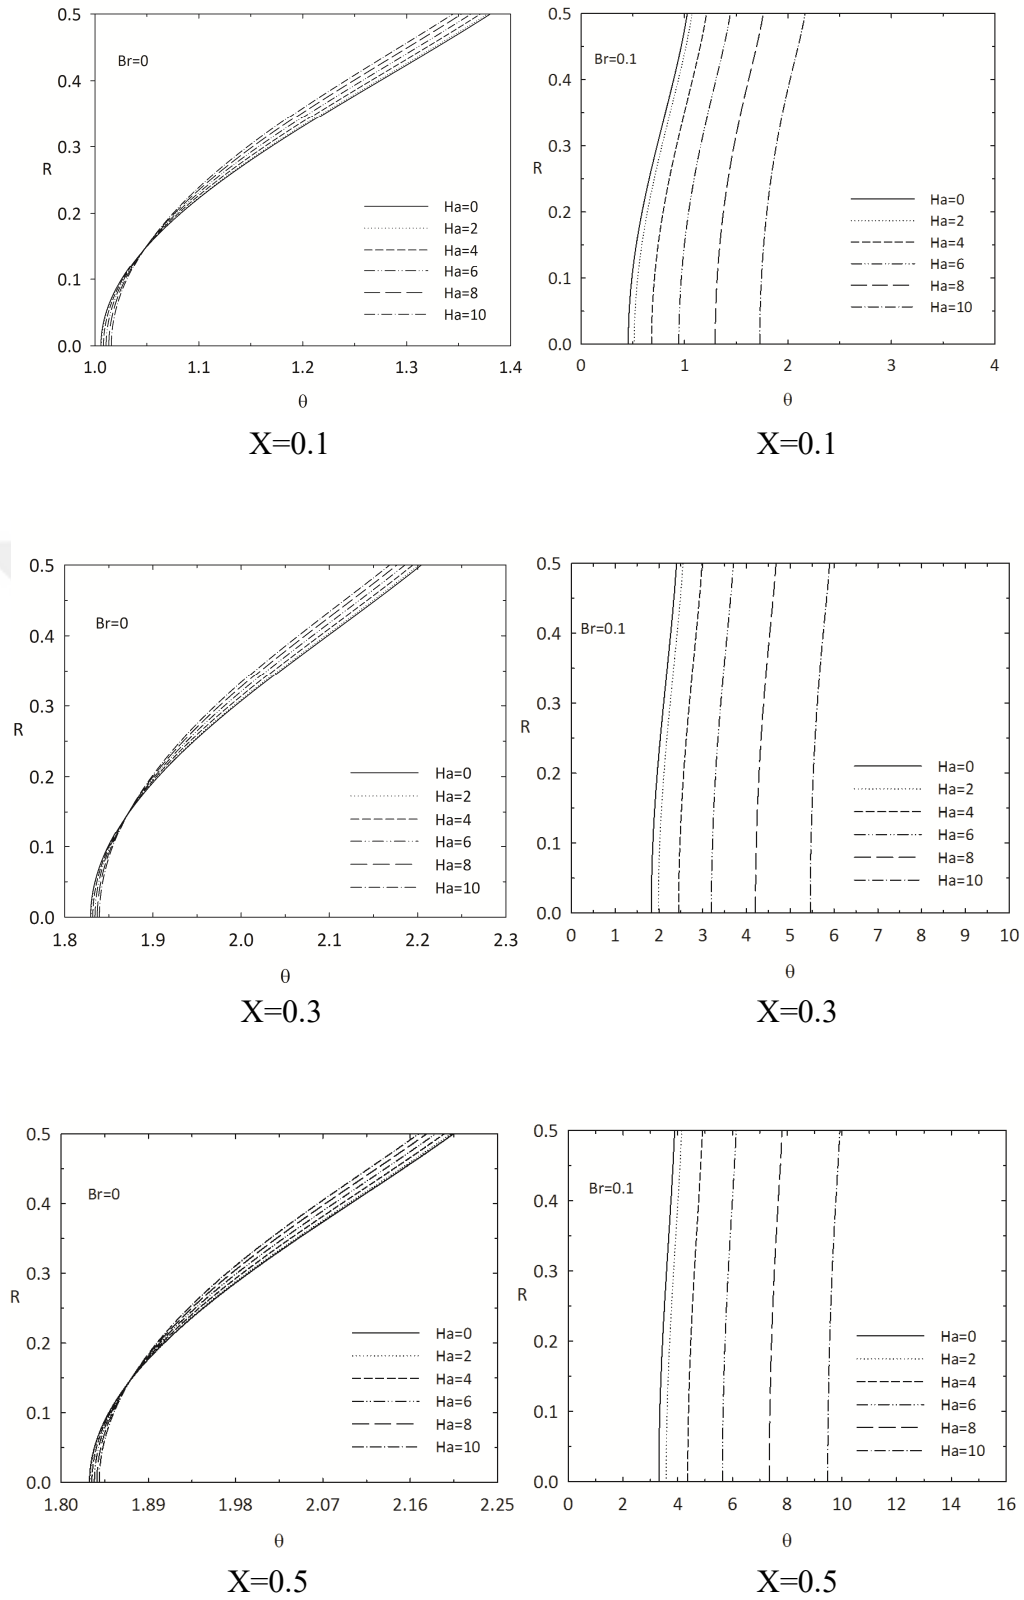 0.5
Br=0
0.4
0.3
R
0.2
0.1
0.0
1.0 1.1 1.2 1.3 1.4
θ
Ha=0
Ha=2
Ha=4
Ha=6
Ha=8
Ha=10
X=0.1
0.5
Br=0.1
0.4
0.3
R
0.2
0.1
0.0
0 1 2 3 4
θ
Ha=0
Ha=2
Ha=4
Ha=6
Ha=8
Ha=10
X=0.1
0.5
Br=0
0.4
0.3
R
0.2
0.1
0.0
1.8 1.9 2.0 2.1 2.2 2.3
θ
Ha=0
Ha=2
Ha=4
Ha=6
Ha=8
Ha=10
X=0.3
0.5
Br=0.1
0.4
0.3
R
0.2
0.1
0.0
0 1 2 3 4 5 6 7 8 9 10
θ
Ha=0
Ha=2
Ha=4
Ha=6
Ha=8
Ha=10
X=0.3
0.5
Br=0
0.4
0.3
R
0.2
0.1
0.0
1.80 1.89 1.98 2.07 2.16 2.25
θ
Ha=0
Ha=2
Ha=4
Ha=6
Ha=8
Ha=10
X=0.5
0.5
Br=0.1
0.4
0.3
R
0.2
0.1
0.0
0 2 4 6 8 10 12 14 16
θ
Ha=0
Ha=2
Ha=4
Ha=6
Ha=8
Ha=10
X=0.5